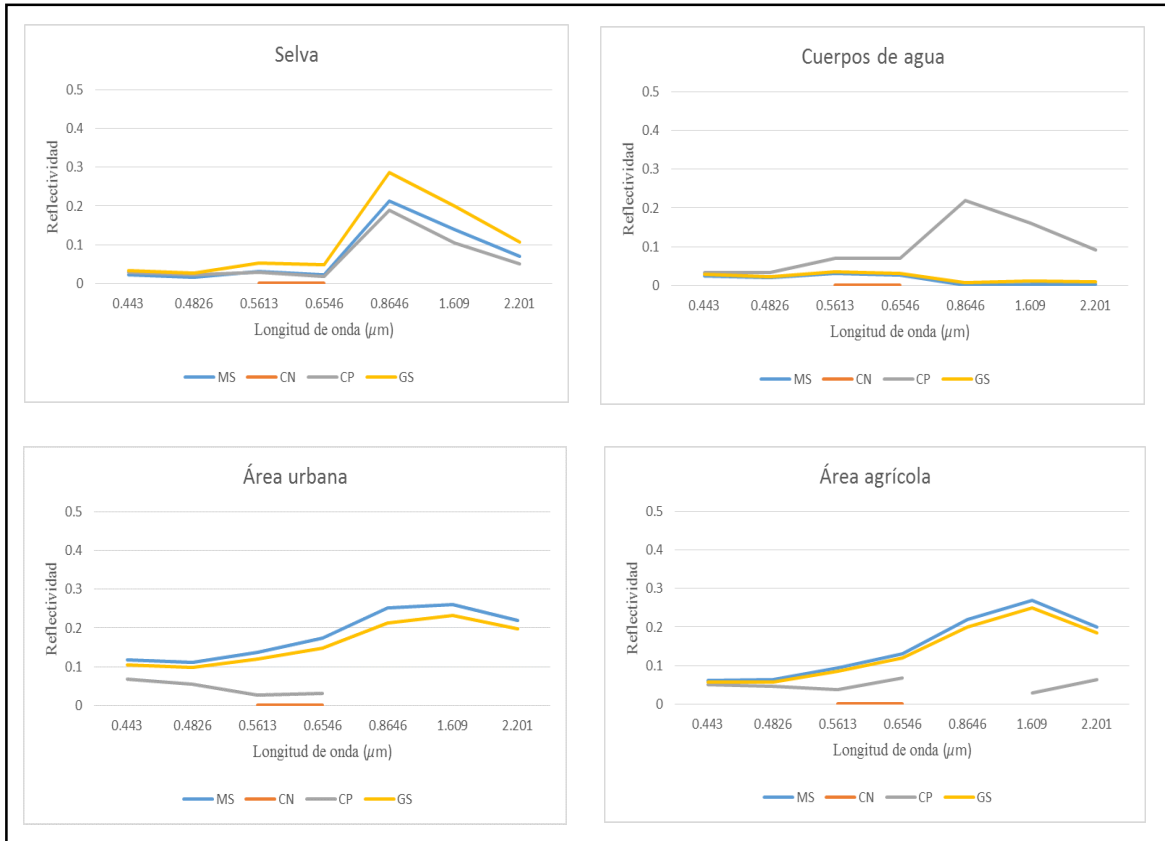 Selva
0.5
0.4
0.3
0.2
0.1
0
Reflectividad
0.443 0.4826 0.5613 0.6546 0.8646 1.609 2.201
Longitud de onda (μm)
MS CN CP GS
Cuerpos de agua
0.5
0.4
0.3
0.2
0.1
0
Reflectividad
0.443 0.4826 0.5613 0.6546 0.8646 1.609 2.201
Longitud de onda (μm)
MS CN CP GS
Área urbana
0.5
0.4
0.3
0.2
0.1
0
Reflectividad
0.443 0.4826 0.5613 0.6546 0.8646 1.609 2.201
Longitud de onda (μm)
MS CN CP GS
Área agrícola
0.5
0.4
0.3
0.2
0.1
0
Reflectividad
0.443 0.4826 0.5613 0.6546 0.8646 1.609 2.201
Longitud de onda (μm)
MS CN CP GS